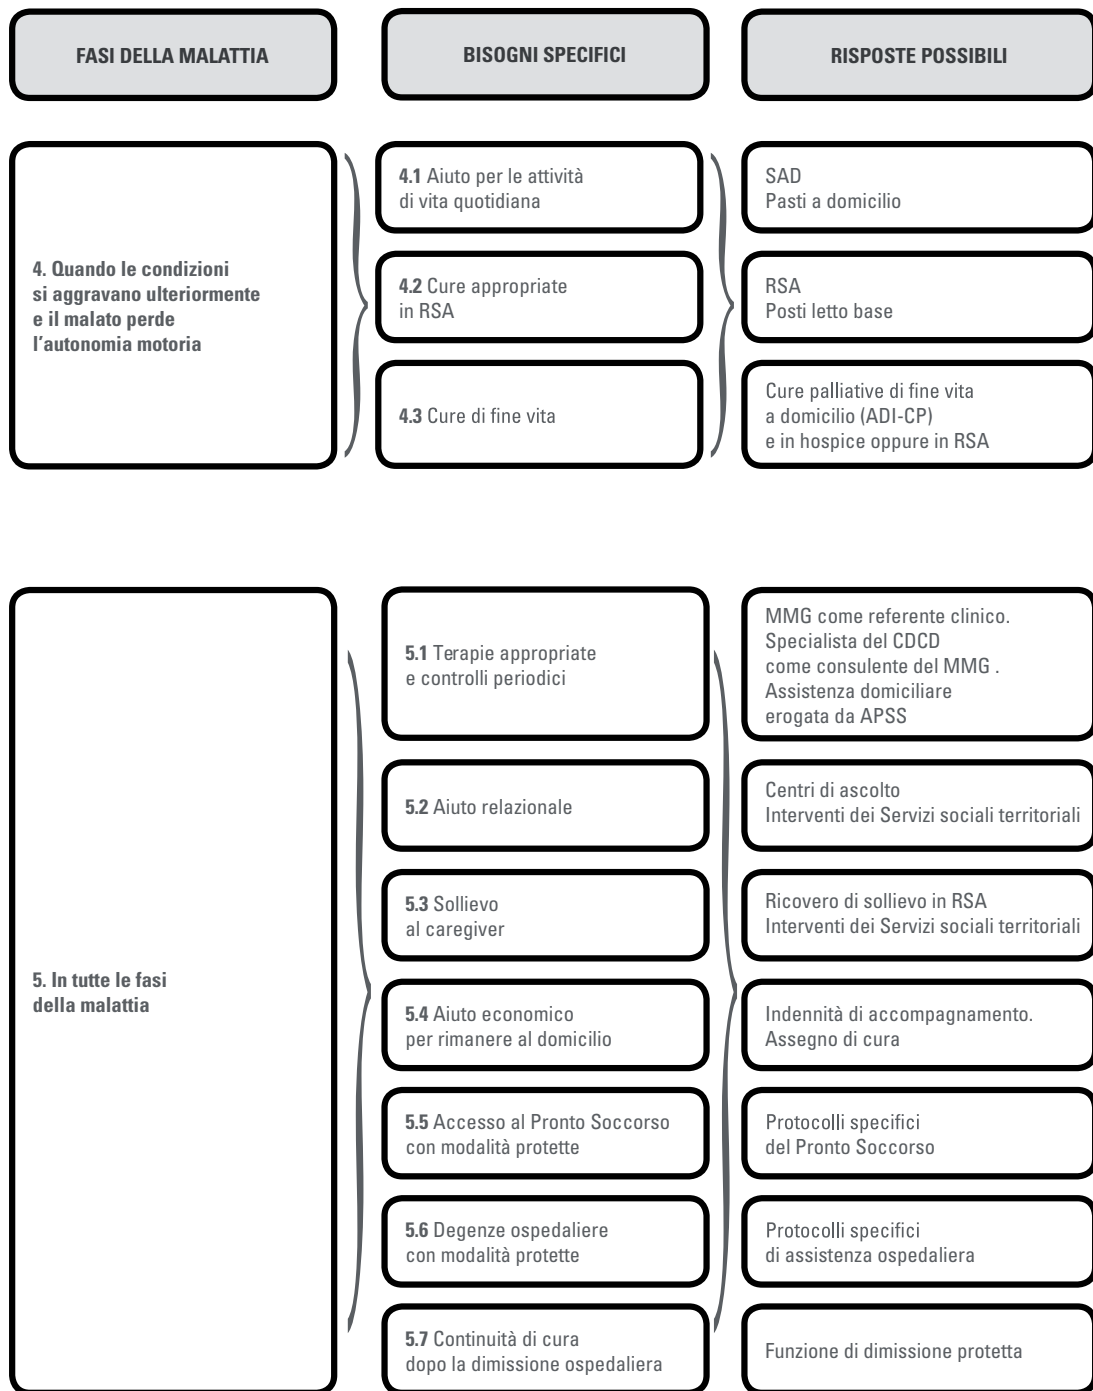 FASI DELLA MALATTIA
BISOGNI SPECIFICI
RISPOSTE POSSIBILI
4. Quando le condizioni
si aggravano ulteriormente
e il malato perde
l'autonomia motoria
4.1 Aiuto per le attività
di vita quotidiana
SAD
Pasti a domicilio
4.2 Cure appropriate
in RSA
RSA
Posti letto base
4.3 Cure di fine vita
Cure palliative di fine vita
a domicilio (ADI-CP)
e in hospice oppure in RSA
5. In tutte le fasi
della malattia
5.1 Terapie appropriate
e controlli periodici
MMG come referente clinico.
Specialista del CDCD
come consulente del MMG .
Assistenza domiciliare
erogata da APSS
5.2 Aiuto relazionale
Centri di ascolto
Interventi dei Servizi sociali territoriali
5.3 Sollievo
al caregiver
Ricovero di sollievo in RSA
Interventi dei Servizi sociali territoriali
5.4 Aiuto economico
per rimanere al domicilio
Indennità di accompagnamento.
Assegno di cura
5.5 Accesso al Pronto Soccorso
con modalità protette
Protocolli specifici
del Pronto Soccorso
5.6 Degenze ospedaliere
con modalità protette
Protocolli specifici
di assistenza ospedaliera
5.7 Continuità di cura
dopo la dimissione ospedaliera
Funzione di dimissione protetta